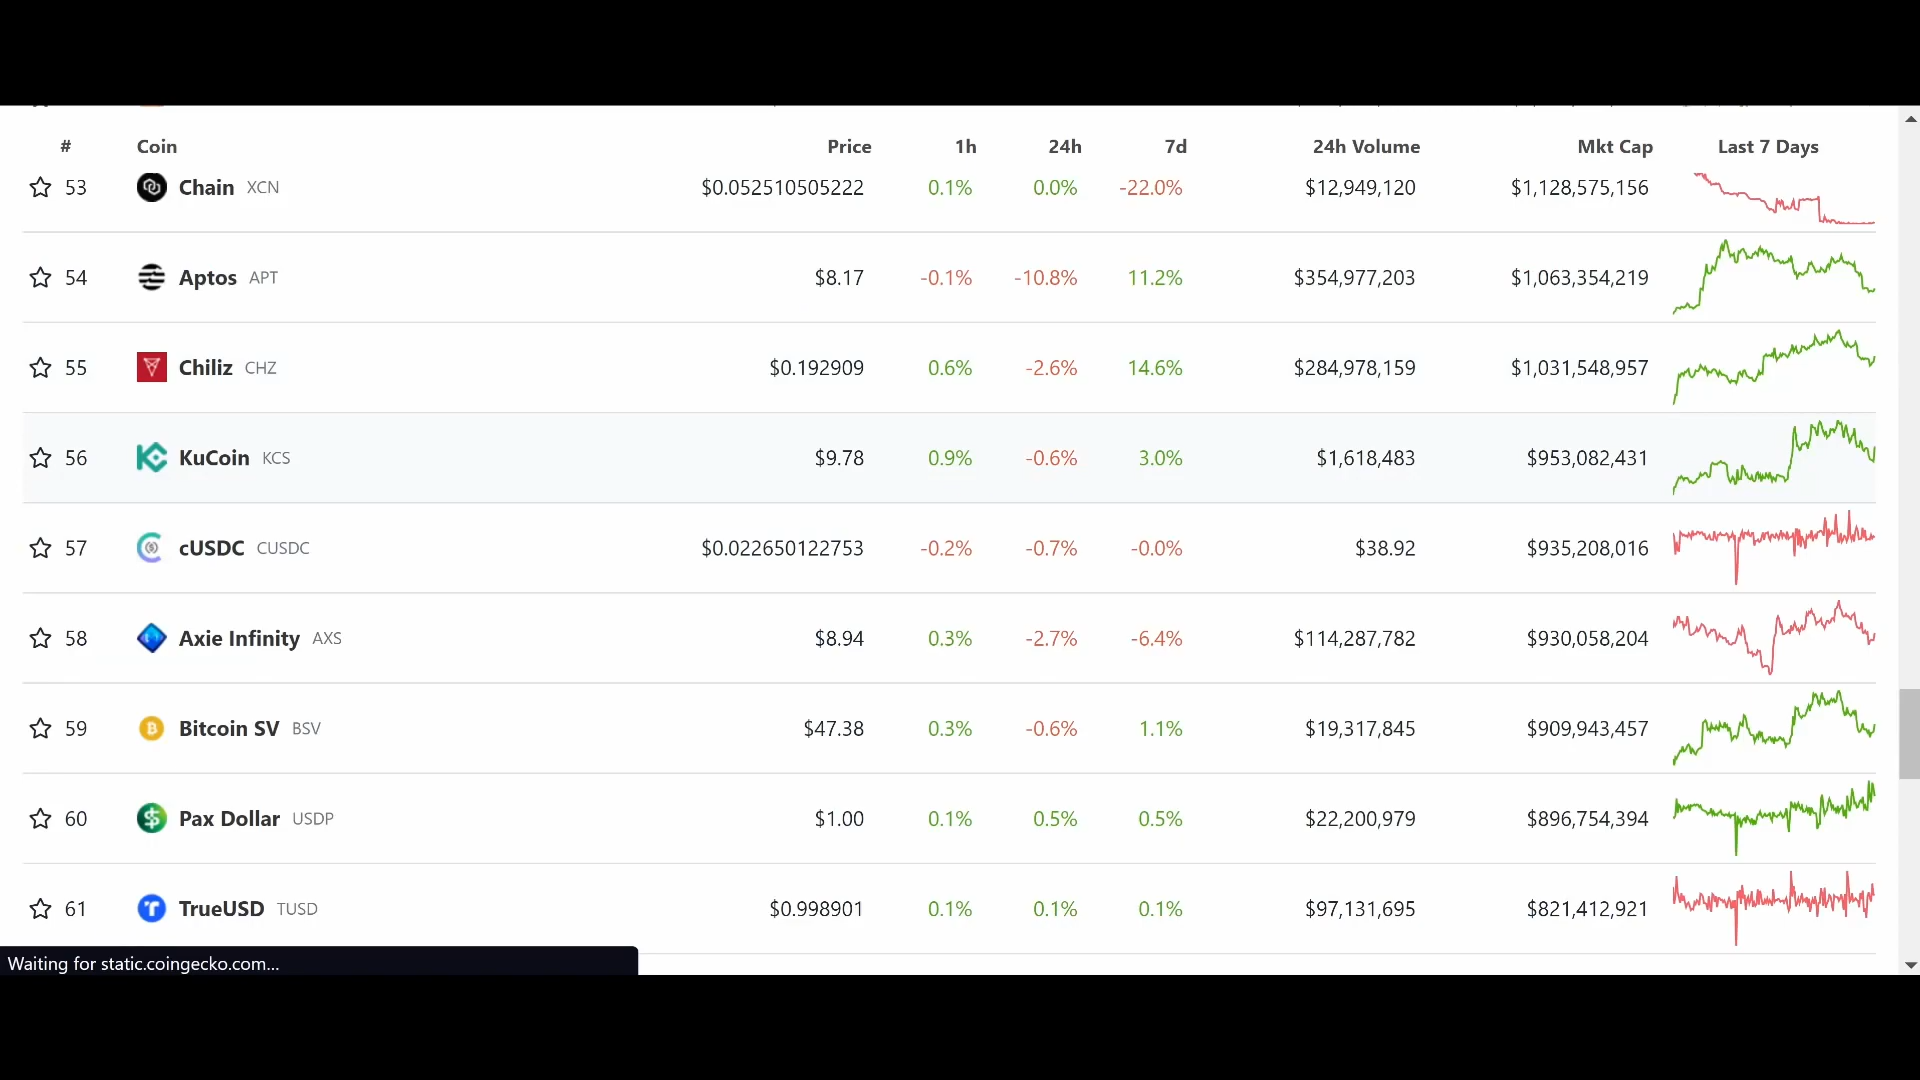 # Coin Price 1h 24h 7d 24h Volume Mkt Cap Last 7 Days
53 Chain XCN $0.052510505222 0.1% 0.0% -22.0% $12,949,120 $1,128,575,156
54 Aptos APT $8.17 -0.1% -10.8% 11.2% $354,977,203 $1,063,354,219
55 Chiliz CHZ $0.192909 0.6% -2.6% 14.6% $284,978,159 $1,031,548,957
56 KuCoin KCS $9.78 0.9% -0.6% 3.0% $1,618,483 $953,082,431
57 cUSDC CUSDC $0.022650122753 -0.2% -0.7% -0.0% $38.92 $935,208,016
58 Axie Infinity AXS $8.94 0.3% -2.7% -6.4% $114,287,782 $930,058,204
59 Bitcoin SV BSV $47.38 0.3% -0.6% 1.1% $19,317,845 $909,943,457
60 Pax Dollar USDP $1.00 0.1% 0.5% 0.5% $22,200,979 $896,754,394
61 TrueUSD TUSD $0.998901 0.1% 0.1% 0.1% $97,131,695 $821,412,921
Waiting for static.coingecko.com...